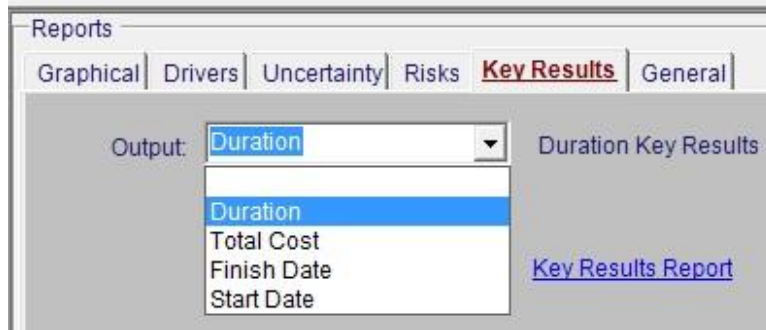 Reports
Graphical Drivers Uncertainty Risks Key Results General
Output: Duration Duration Key Results
Duration
Total Cost
Finish Date Key Results Report
Start Date